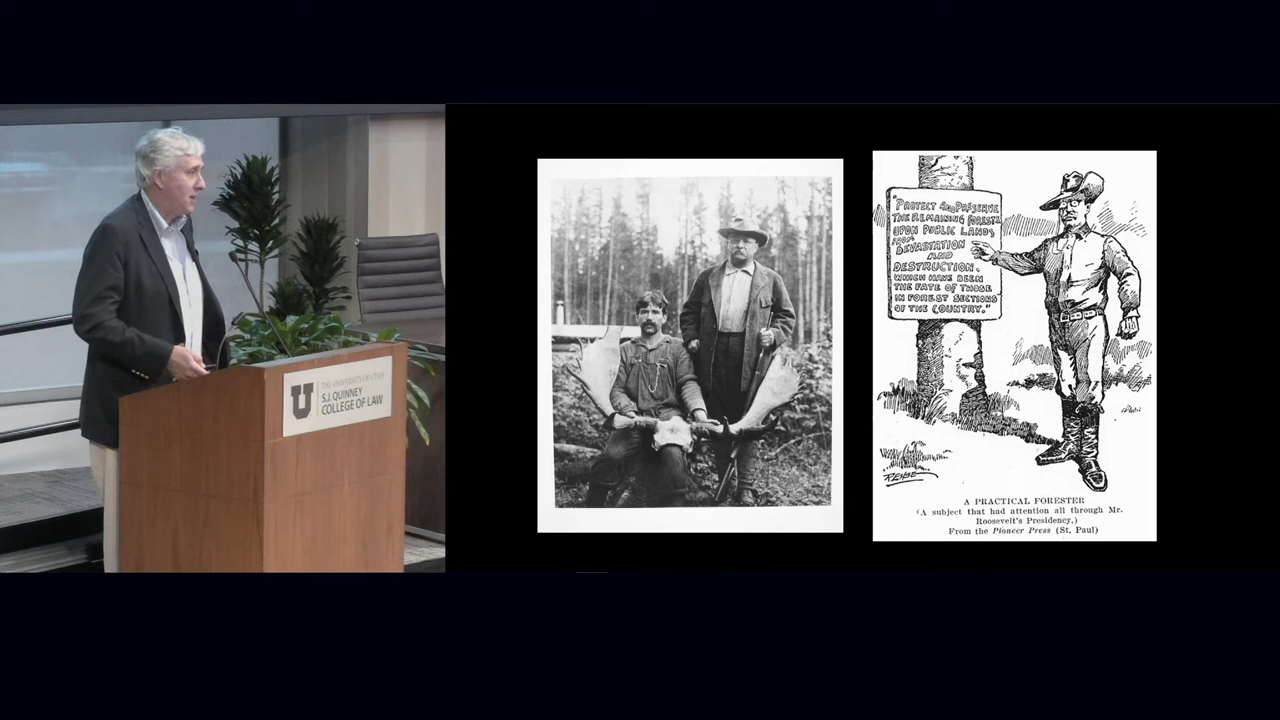 U
THE UNIVERSITY OF UTAH
S.J. QUINNEY
COLLEGE OF LAW
"PROTECT AND PRESERVE
THE REMAINING FORESTS
UPON PUBLIC LANDS
FROM
DEVASTATION
AND
DESTRUCTION,
WHICH HAVE BEEN
THE FATE OF THOSE
IN FOREST SECTIONS
OF THE COUNTRY."
A PRACTICAL FORESTER
(A subject that had attention all through Mr.
Roosevelt's Presidency.)
From the Pioneer Press (St. Paul)